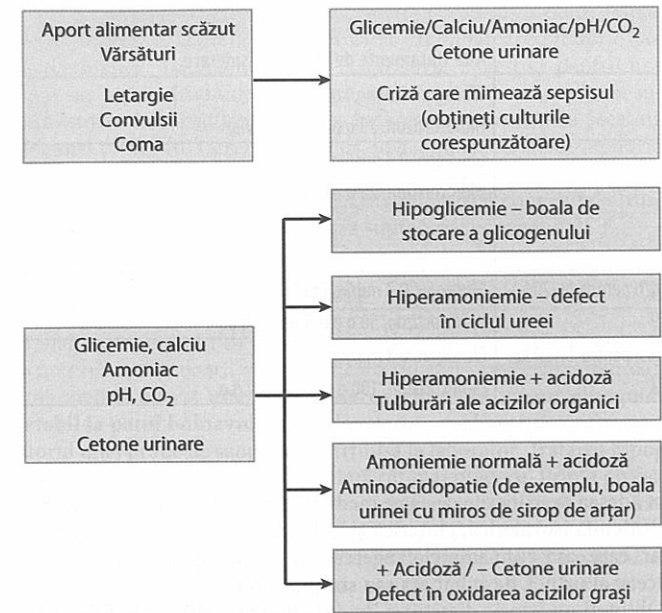 Aport alimentar scăzut
Vărsături
Letargie
Convulsii
Coma
Glicemie/Calciu/Amoniac/pH/CO₂
Cetone urinare
Criză care mimează sepsisul
(obțineți culturile
corespunzătoare)
Glicemie, calciu
Amoniac
pH, CO₂
Cetone urinare
Hipoglicemie – boala de
stocare a glicogenului
Hiperamoniemie – defect
în ciclul ureei
Hiperamoniemie + acidoză
Tulburări ale acizilor organici
Amoniemie normală + acidoză
Aminoacidopatie (de exemplu, boala
urinei cu miros de sirop de arțar)
+ Acidoză / – Cetone urinare
Defect în oxidarea acizilor grași